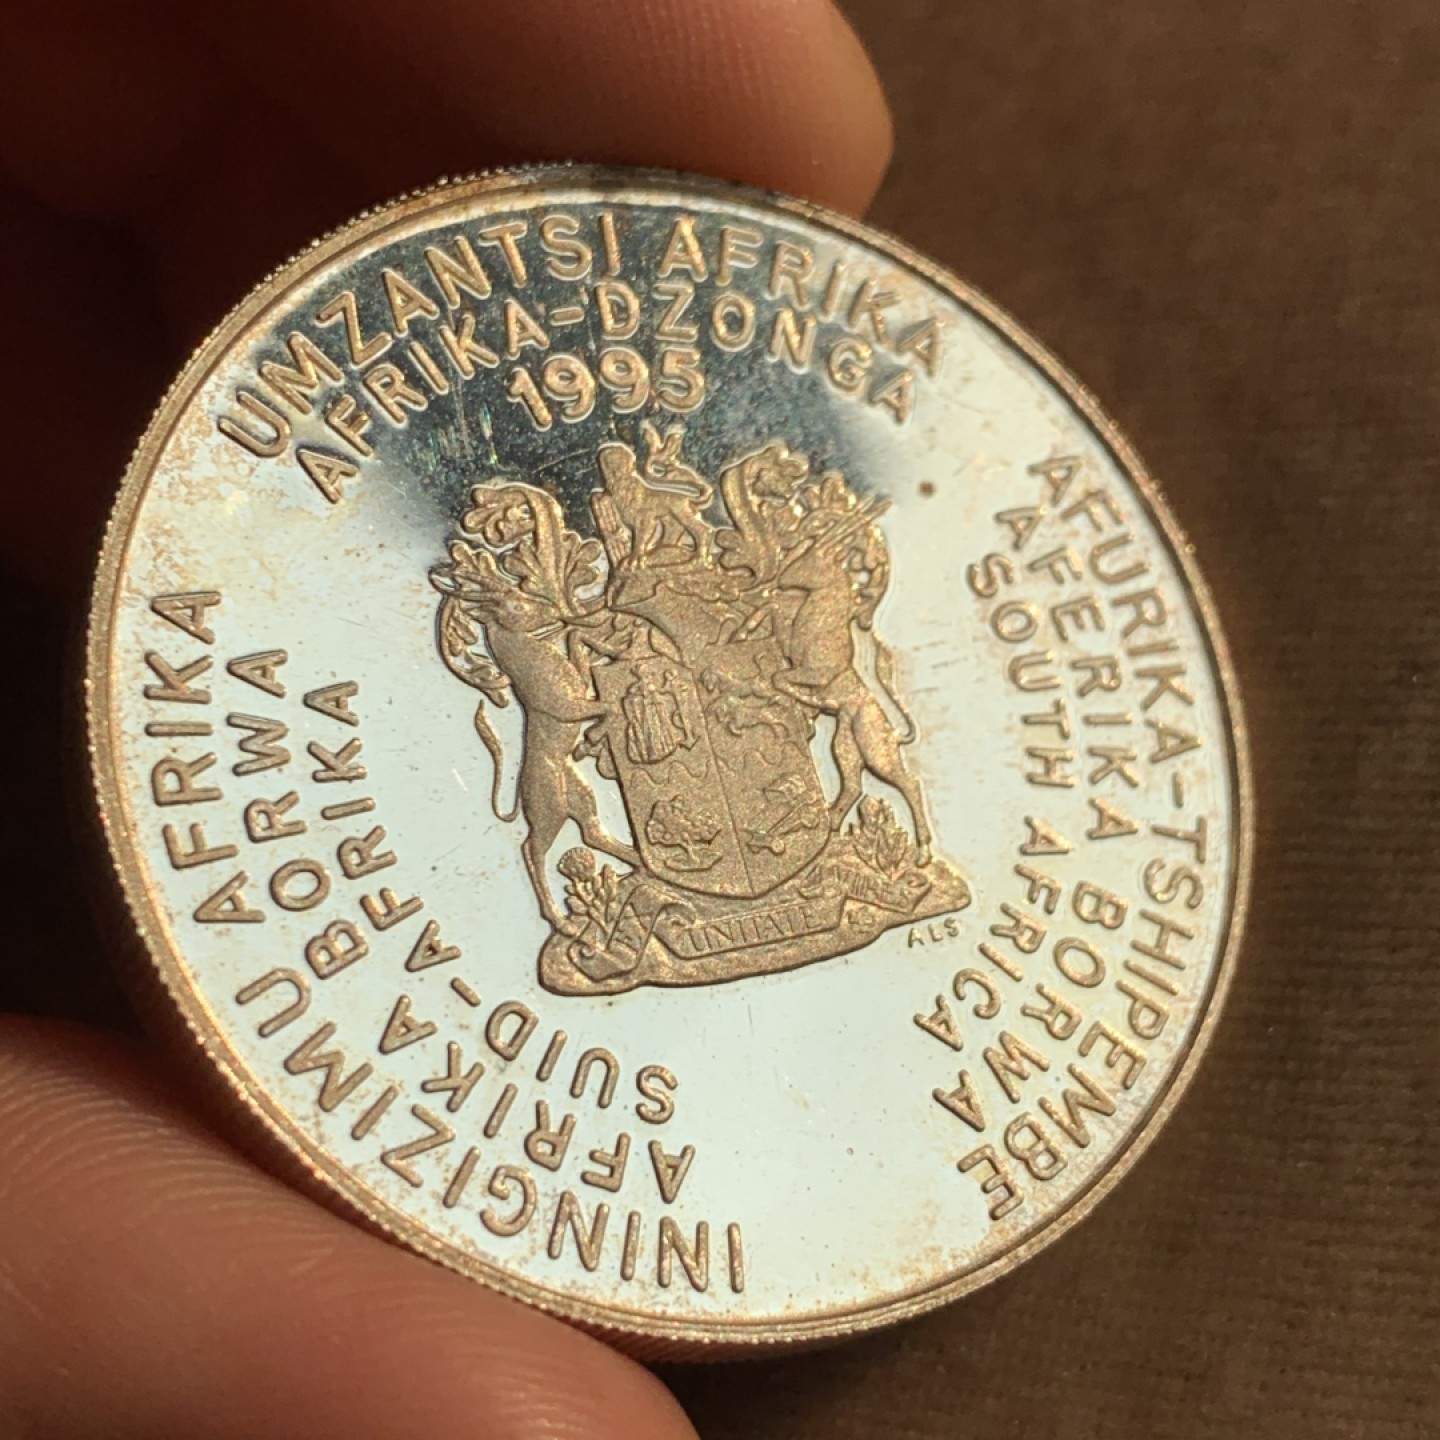 UMZANTSI AFRIKA
AFRIKA-DZONGA
1995
AFURIKA-TSHIPEMBE
AFERIKA BORWA
SOUTH AFRICA
ININGIZIMU AFRIKA
AFRIKA BORWA
SUID-AFRIKA
UNITATE
ALS